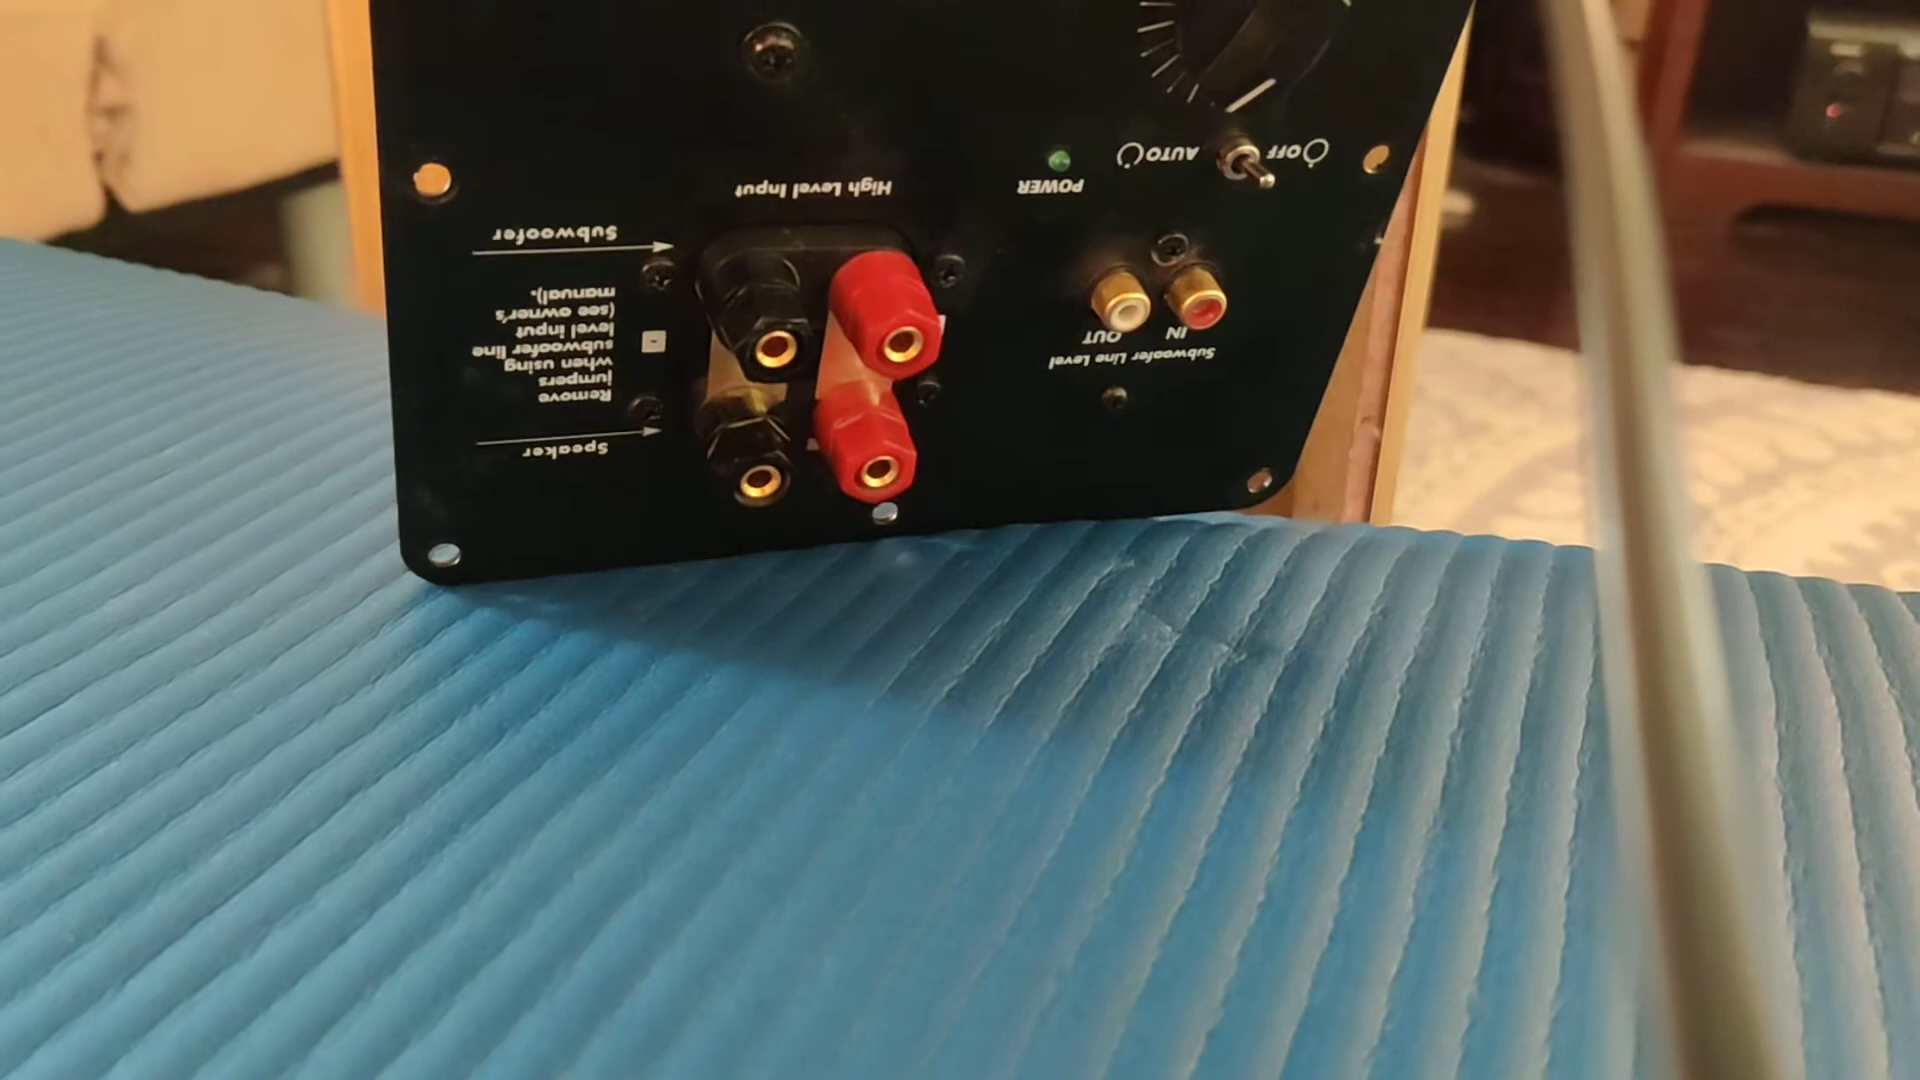 Speaker
Remove
jumpers
when using
subwoofer line
level input
(see owner's
manual).
Subwoofer
-
High Level Input
Subwoofer Line Level
IN
OUT
POWER
OFF
AUTO